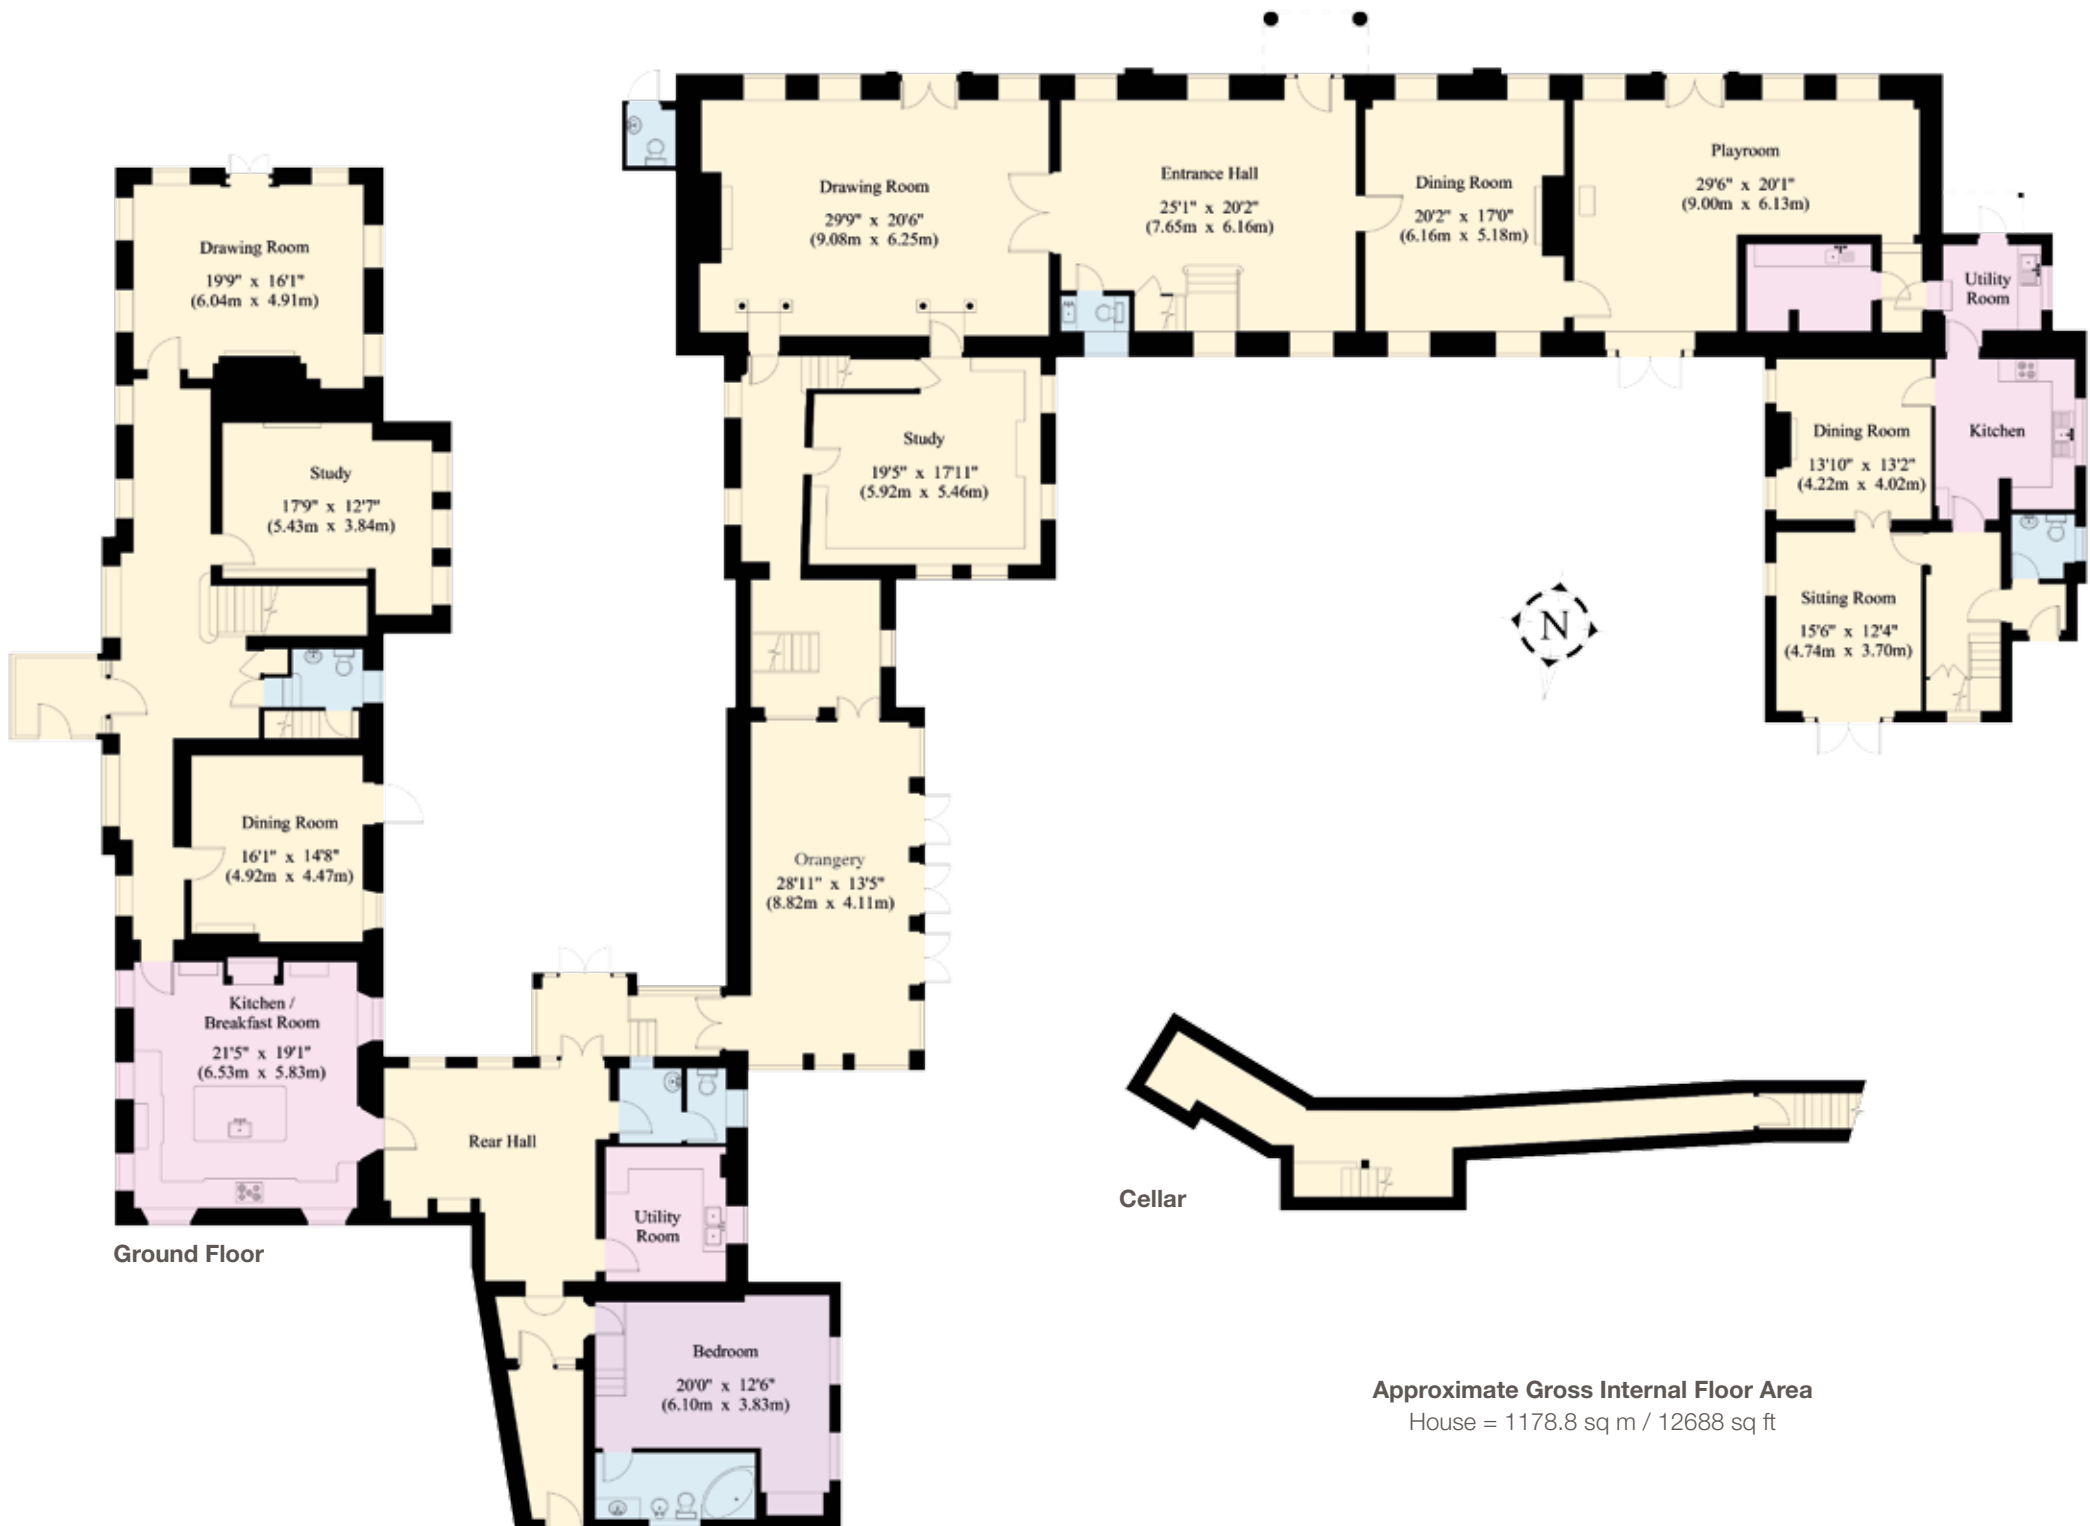 Drawing Room
19'9" x 16'1"
(6.04m x 4.91m)
Study
17'9" x 12'7"
(5.43m x 3.84m)
Dining Room
16'1" x 14'8"
(4.92m x 4.47m)
Kitchen /
Breakfast Room
21'5" x 19'1"
(6.53m x 5.83m)
Ground Floor
Rear Hall
Utility
Room
Bedroom
20'0" x 12'6"
(6.10m x 3.83m)
Drawing Room
29'9" x 20'6"
(9.08m x 6.25m)
Entrance Hall
25'1" x 20'2"
(7.65m x 6.16m)
Dining Room
20'2" x 17'0"
(6.16m x 5.18m)
Playroom
29'6" x 20'1"
(9.00m x 6.13m)
Utility
Room
Study
19'5" x 17'11"
(5.92m x 5.46m)
Dining Room
13'10" x 13'2"
(4.22m x 4.02m)
Kitchen
Sitting Room
15'6" x 12'4"
(4.74m x 3.70m)
N
Orangery
28'11" x 13'5"
(8.82m x 4.11m)
Cellar
Approximate Gross Internal Floor Area
House = 1178.8 sq m / 12688 sq ft